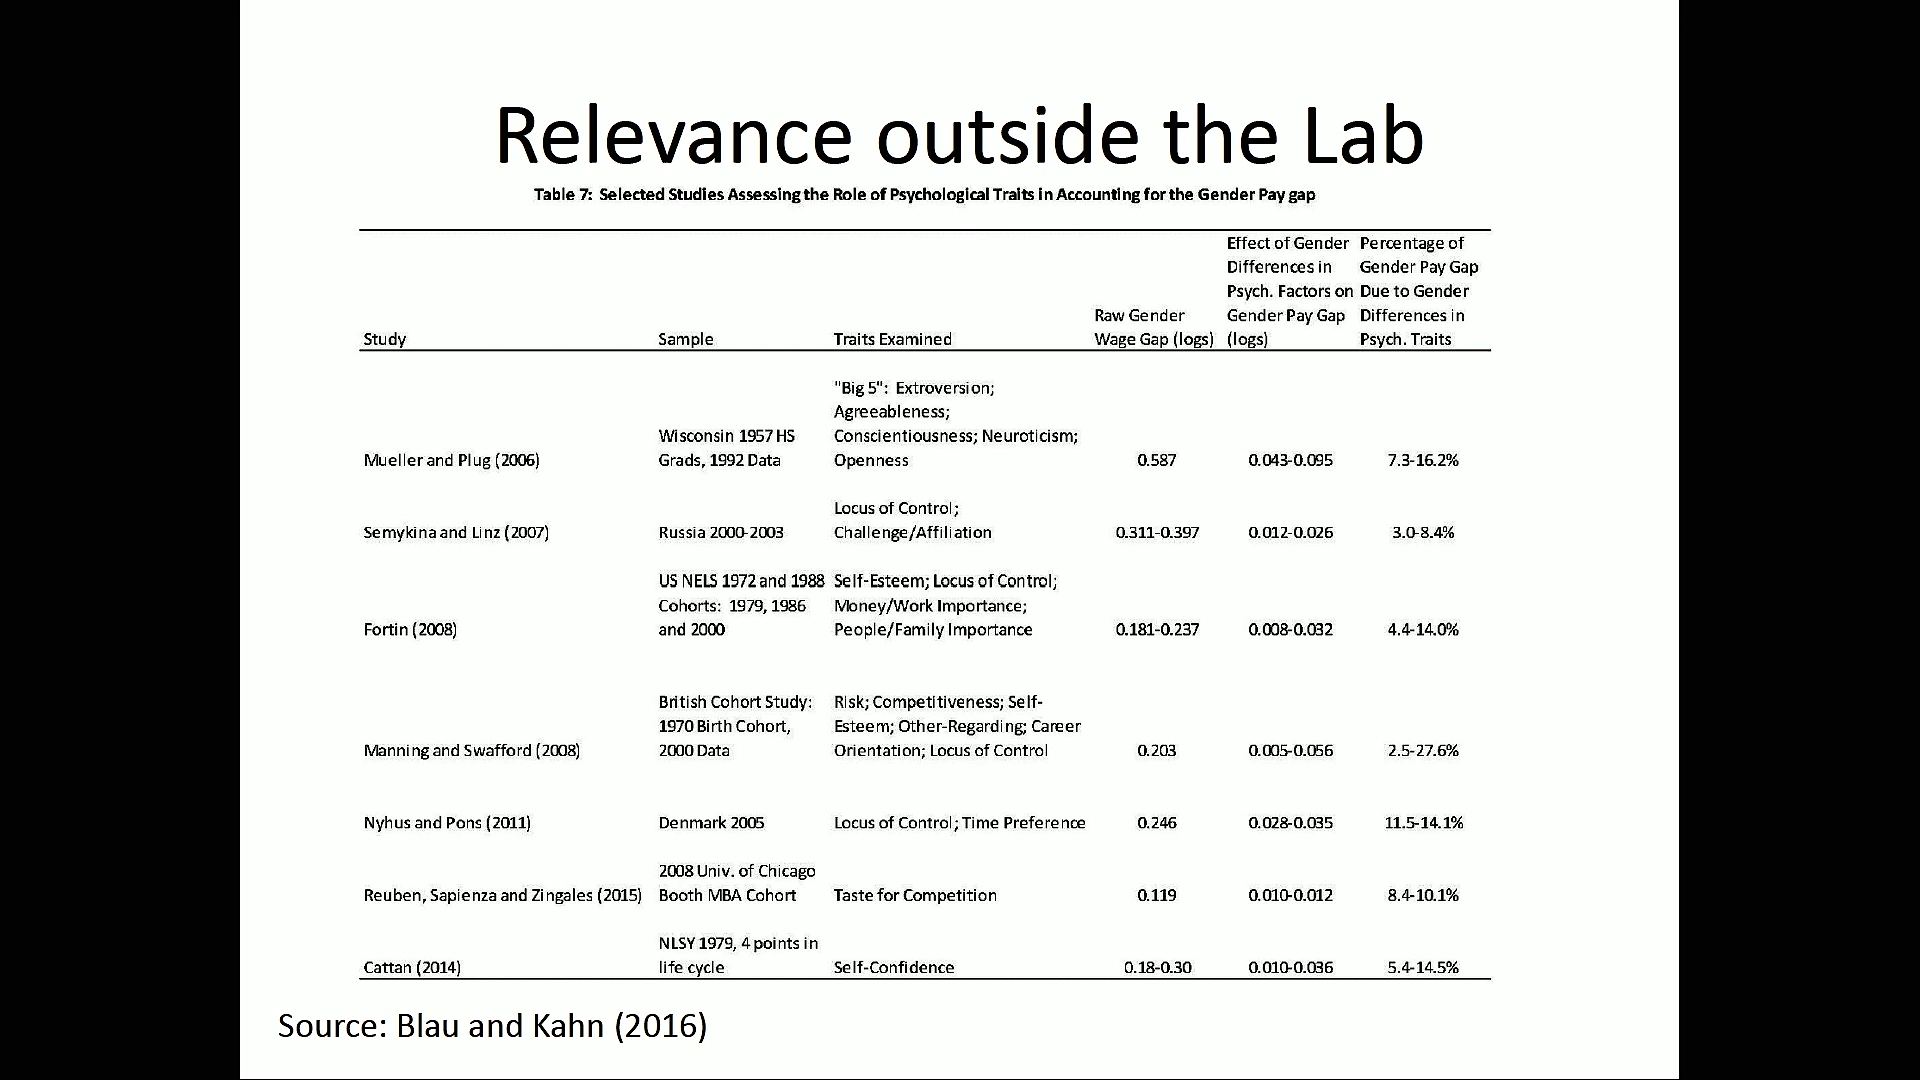 Relevance outside the Lab
Table 7: Selected Studies Assessing the Role of Psychological Traits in Accounting for the Gender Pay gap
Effect of Gender Percentage of
Differences in Gender Pay Gap
Psych. Factors on Due to Gender
Raw Gender Gender Pay Gap Differences in
Study Sample Traits Examined Wage Gap (logs) (logs) Psych. Traits
"Big 5": Extroversion;
Agreeableness;
Wisconsin 1957 HS Conscientiousness; Neuroticism;
Mueller and Plug (2006) Grads, 1992 Data Openness 0.587 0.043-0.095 7.3-16.2%
Locus of Control;
Semykina and Linz (2007) Russia 2000-2003 Challenge/Affiliation 0.311-0.397 0.012-0.026 3.0-8.4%
US NELS 1972 and 1988 Self-Esteem; Locus of Control;
Cohorts: 1979, 1986 Money/Work Importance;
Fortin (2008) and 2000 People/Family Importance 0.181-0.237 0.008-0.032 4.4-14.0%
British Cohort Study: Risk; Competitiveness; Self-
1970 Birth Cohort, Esteem; Other-Regarding; Career
Manning and Swafford (2008) 2000 Data Orientation; Locus of Control 0.203 0.005-0.056 2.5-27.6%
Nyhus and Pons (2011) Denmark 2005 Locus of Control; Time Preference 0.246 0.028-0.035 11.5-14.1%
2008 Univ. of Chicago
Reuben, Sapienza and Zingales (2015) Booth MBA Cohort Taste for Competition 0.119 0.010-0.012 8.4-10.1%
NLSY 1979, 4 points in
Cattan (2014) life cycle Self-Confidence 0.18-0.30 0.010-0.036 5.4-14.5%
Source: Blau and Kahn (2016)